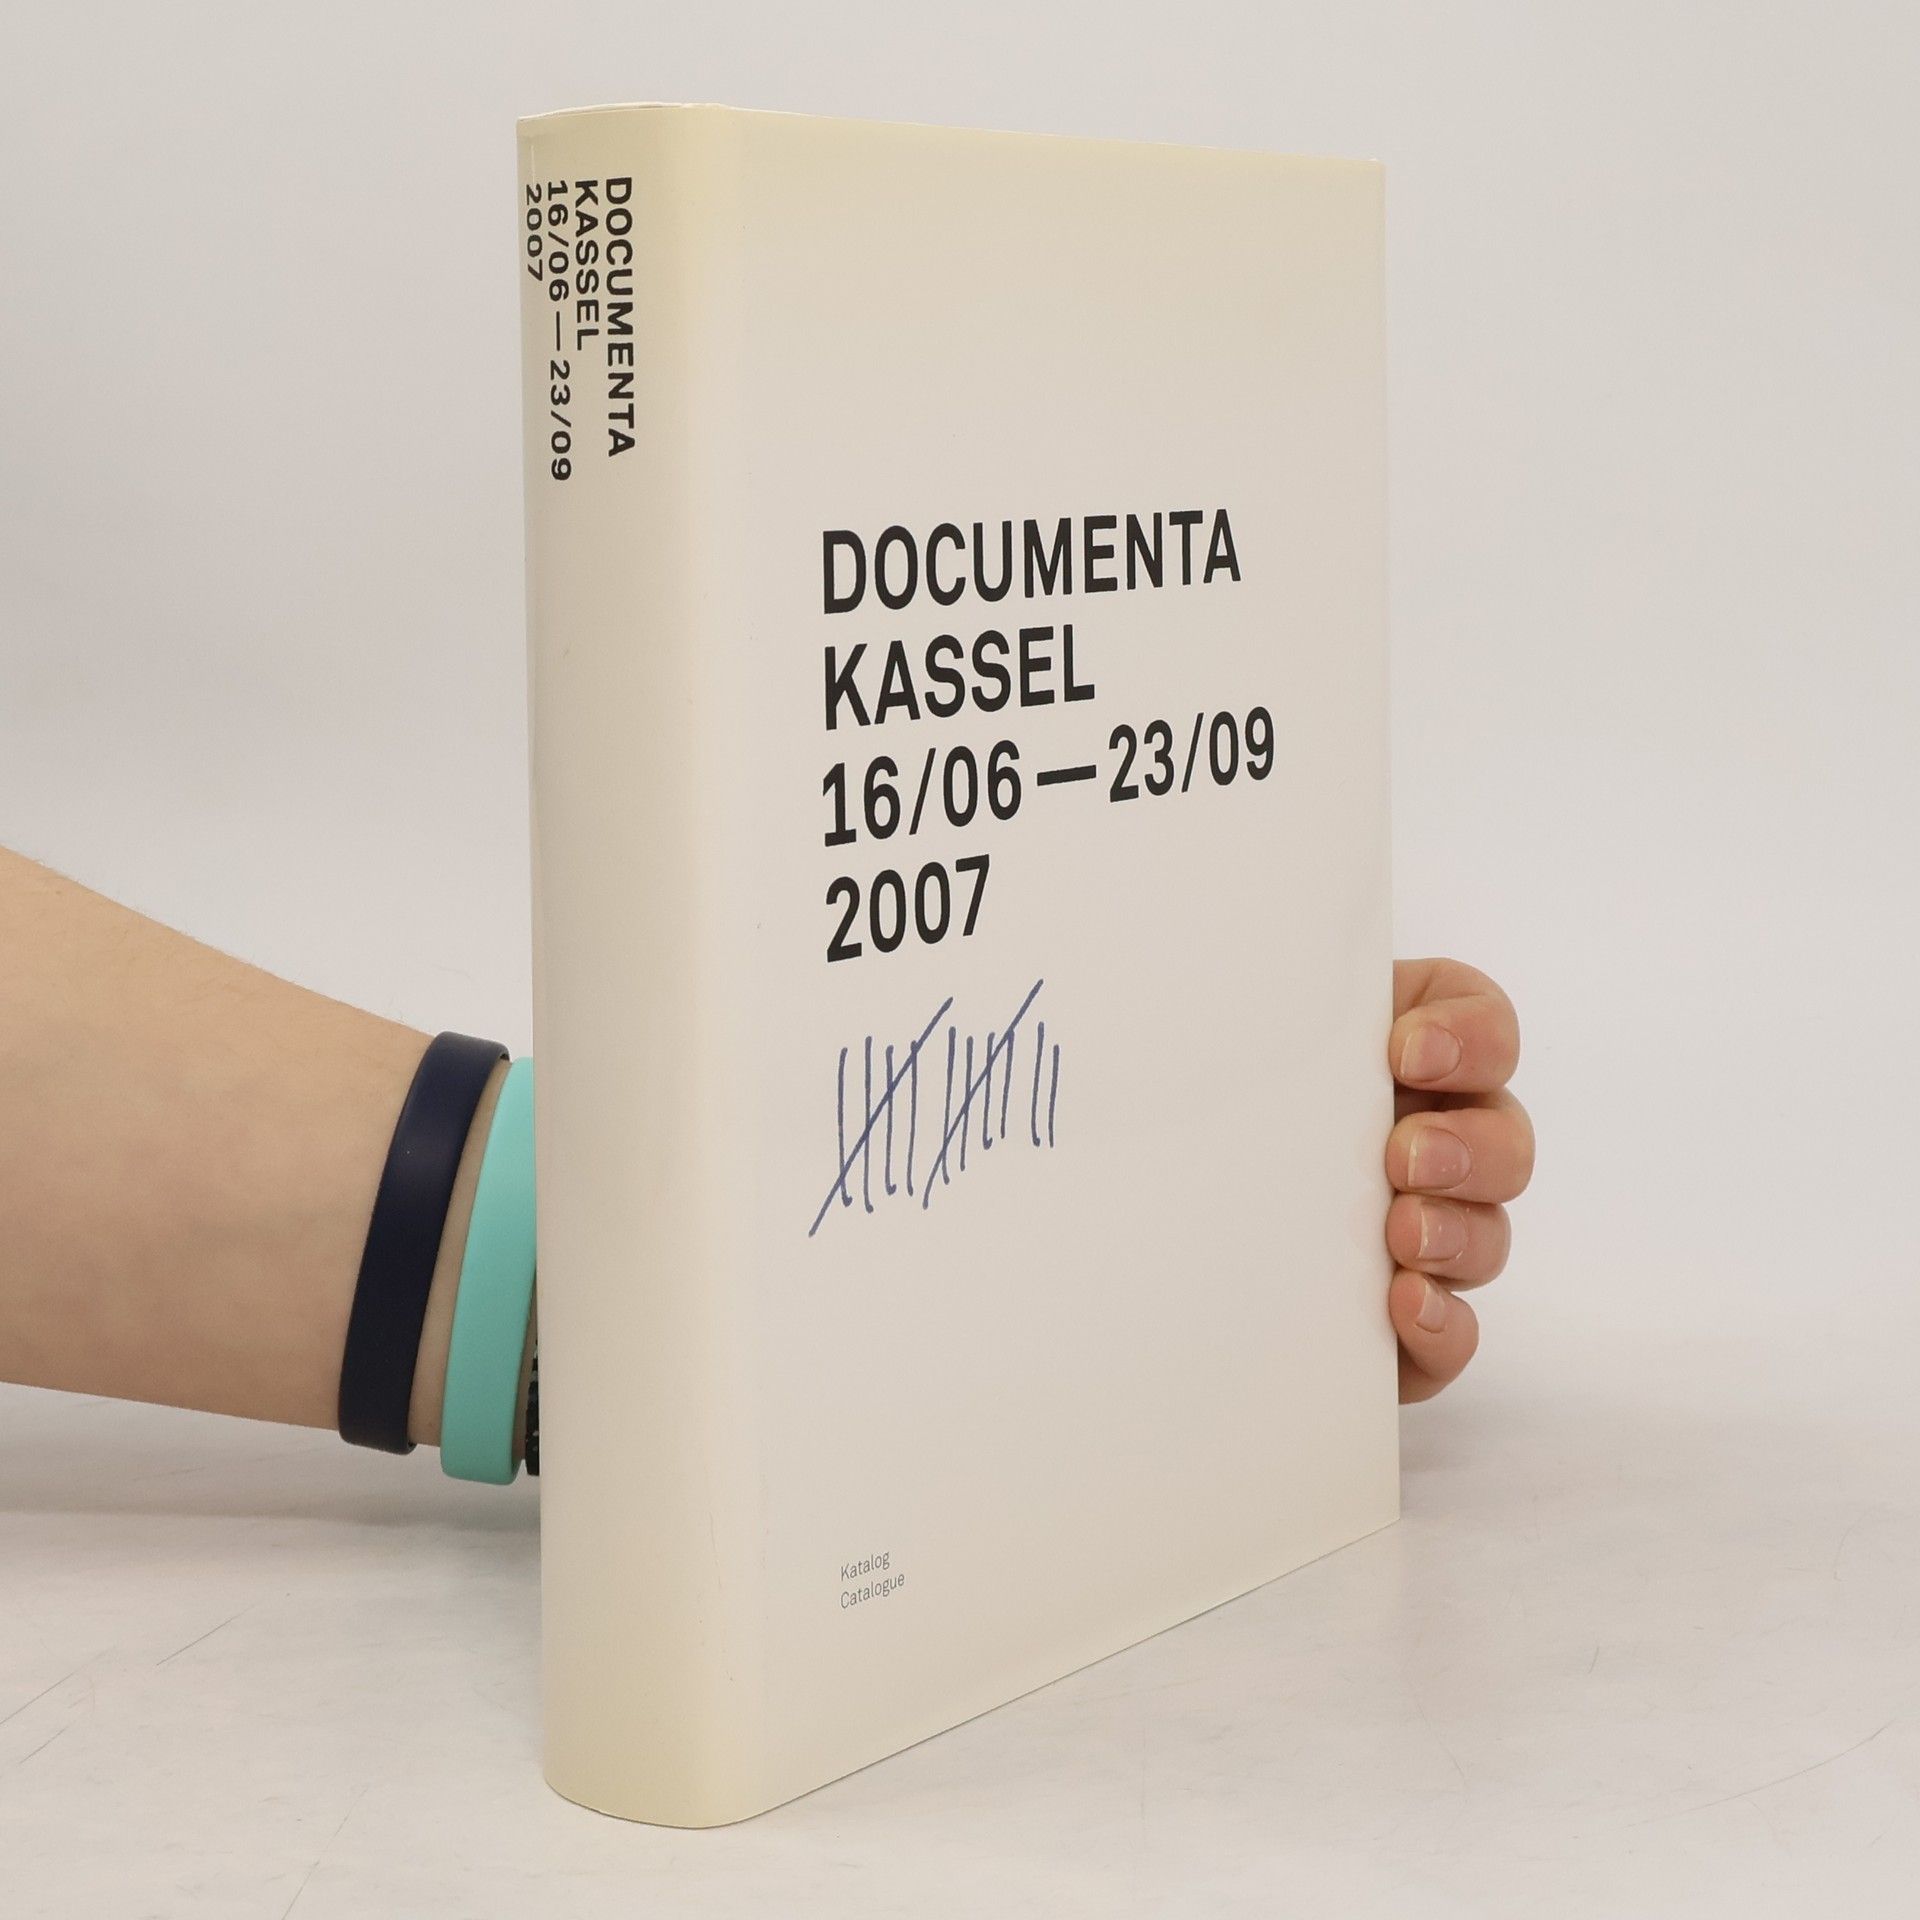 DOCUMENTA
KASSEL
16/06—23/09
2007
DOCUMENTA
KASSEL
16/06—23/09
2007
Katalog
Catalogue